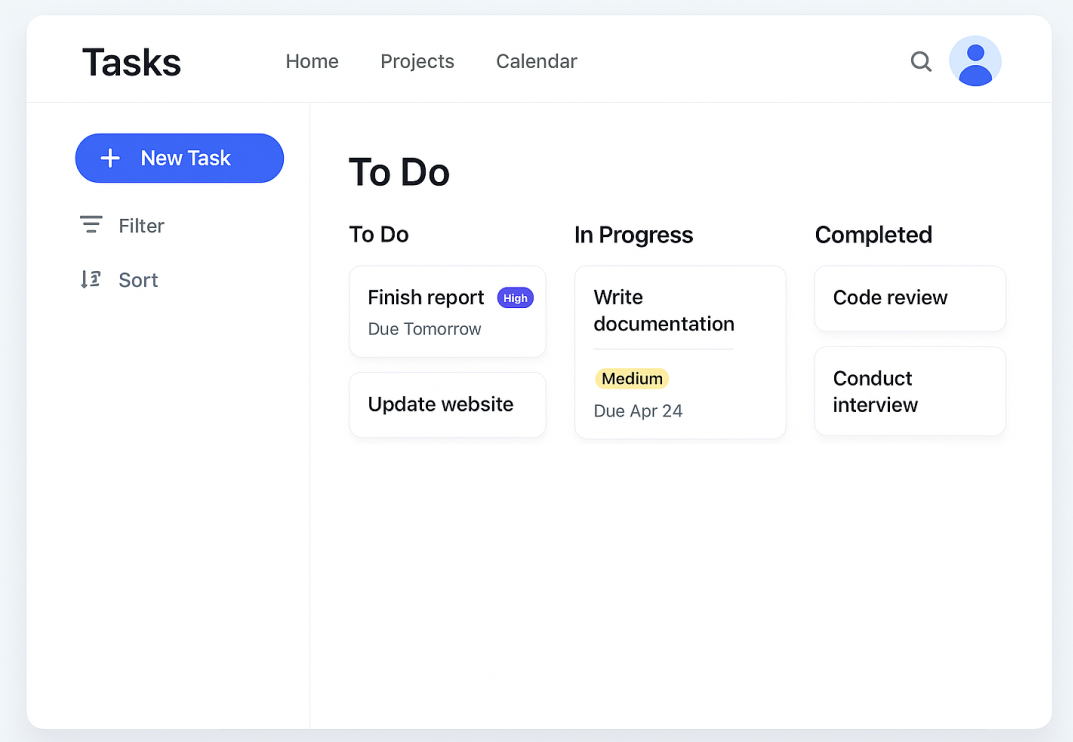 Tasks
Home
Projects
Calendar
New Task
Filter
Sort
To Do
To Do
Finish report
High
Due Tomorrow
Update website
In Progress
Write
documentation
Medium
Due Apr 24
Completed
Code review
Conduct
interview